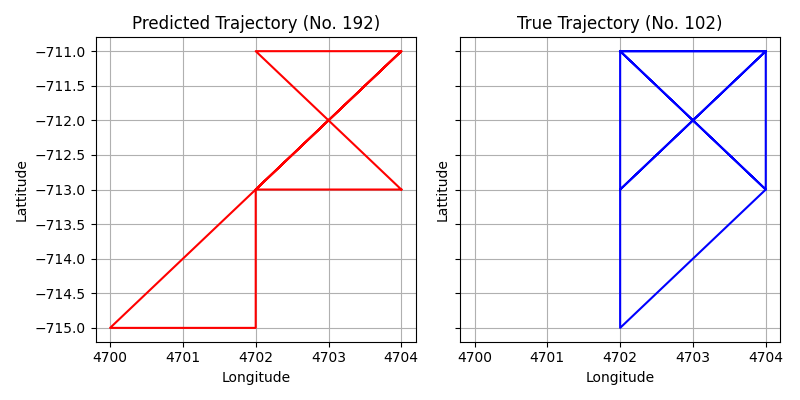 Predicted Trajectory (No. 192)
True Trajectory (No. 102)
Lattitude
−711.0
−711.5
−712.0
−712.5
−713.0
−713.5
−714.0
−714.5
−715.0
4700 4701 4702 4703 4704
Longitude
Lattitude
4700 4701 4702 4703 4704
Longitude